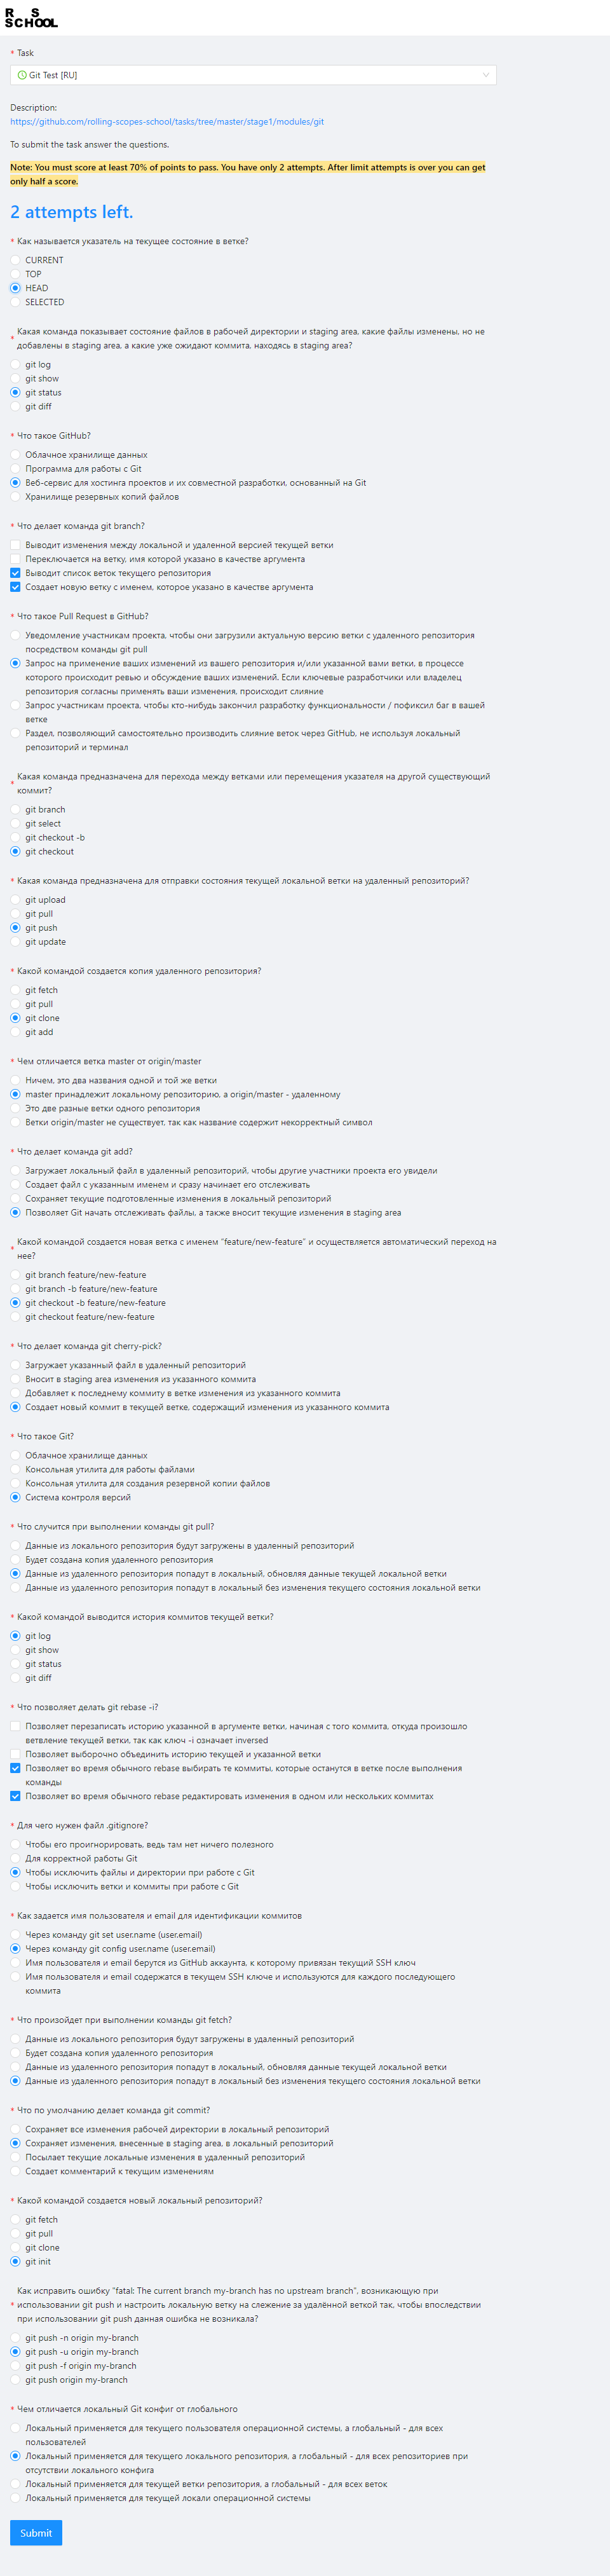 R S
SCHOOL
* Task
Git Test [RU]
Description:
https://github.com/rolling-scopes-school/tasks/tree/master/stage1/modules/git
To submit the task answer the questions.
Note: You must score at least 70% of points to pass. You have only 2 attempts. After limit attempts is over you can get
only half a score.
2 attempts left.
* Как называется указатель на текущее состояние в ветке?
CURRENT
TOP
HEAD
SELECTED
* Какая команда показывает состояние файлов в рабочей директории и staging area, какие файлы изменены, но не
добавлены в staging area, а какие уже ожидают коммита, находясь в staging area?
git log
git show
git status
git diff
* Что такое GitHub?
Облачное хранилище данных
Программа для работы с Git
Веб-сервис для хостинга проектов и их совместной разработки, основанный на Git
Хранилище резервных копий файлов
* Что делает команда git branch?
Выводит изменения между локальной и удаленной версией текущей ветки
Переключается на ветку, имя которой указано в качестве аргумента
Выводит список веток текущего репозитория
Создает новую ветку с именем, которое указано в качестве аргумента
* Что такое Pull Request в GitHub?
Уведомление участникам проекта, чтобы они загрузили актуальную версию ветки с удаленного репозитория
посредством команды git pull
Запрос на применение ваших изменений из вашего репозитория и/или указанной вами ветки, в процессе
которого происходит ревью и обсуждение ваших изменений. Если ключевые разработчики или владелец
репозитория согласны применять ваши изменения, происходит слияние
Запрос участникам проекта, чтобы кто-нибудь закончил разработку функциональности / пофиксил баг в вашей
ветке
Раздел, позволяющий самостоятельно производить слияние веток через GitHub, не используя локальный
репозиторий и терминал
* Какая команда предназначена для перехода между ветками или перемещения указателя на другой существующий
коммит?
git branch
git select
git checkout -b
git checkout
* Какая команда предназначена для отправки состояния текущей локальной ветки на удаленный репозиторий?
git upload
git pull
git push
git update
* Какой командой создается копия удаленного репозитория?
git fetch
git pull
git clone
git add
* Чем отличается ветка master от origin/master
Ничем, это два названия одной и той же ветки
master принадлежит локальному репозиторию, а origin/master - удаленному
Это две разные ветки одного репозитория
Ветки origin/master не существует, так как название содержит некорректный символ
* Что делает команда git add?
Загружает локальный файл в удаленный репозиторий, чтобы другие участники проекта его увидели
Создает файл с указанным именем и сразу начинает его отслеживать
Сохраняет текущие подготовленные изменения в локальный репозиторий
Позволяет Git начать отслеживать файлы, а также вносит текущие изменения в staging area
* Какой командой создается новая ветка с именем "feature/new-feature" и осуществляется автоматический переход на
нее?
git branch feature/new-feature
git branch -b feature/new-feature
git checkout -b feature/new-feature
git checkout feature/new-feature
* Что делает команда git cherry-pick?
Загружает указанный файл в удаленный репозиторий
Вносит в staging area изменения из указанного коммита
Добавляет к последнему коммиту в ветке изменения из указанного коммита
Создает новый коммит в текущей ветке, содержащий изменения из указанного коммита
* Что такое Git?
Облачное хранилище данных
Консольная утилита для работы файлами
Консольная утилита для создания резервной копии файлов
Система контроля версий
* Что случится при выполнении команды git pull?
Данные из локального репозитория будут загружены в удаленный репозиторий
Будет создана копия удаленного репозитория
Данные из удаленного репозитория попадут в локальный, обновляя данные текущей локальной ветки
Данные из удаленного репозитория попадут в локальный без изменения текущего состояния локальной ветки
* Какой командой выводится история коммитов текущей ветки?
git log
git show
git status
git diff
* Что позволяет делать git rebase -i?
Позволяет перезаписать историю указанной в аргументе ветки, начиная с того коммита, откуда произошло
ветвление текущей ветки, так как ключ -i означает inversed
Позволяет выборочно объединить историю текущей и указанной ветки
Позволяет во время обычного rebase выбирать те коммиты, которые останутся в ветке после выполнения
команды
Позволяет во время обычного rebase редактировать изменения в одном или нескольких коммитах
* Для чего нужен файл .gitignore?
Чтобы его проигнорировать, ведь там нет ничего полезного
Для корректной работы Git
Чтобы исключить файлы и директории при работе с Git
Чтобы исключить ветки и коммиты при работе с Git
* Как задается имя пользователя и email для идентификации коммитов
Через команду git set user.name (user.email)
Через команду git config user.name (user.email)
Имя пользователя и email берутся из GitHub аккаунта, к которому привязан текущий SSH ключ
Имя пользователя и email содержатся в текущем SSH ключе и используются для каждого последующего
коммита
* Что произойдет при выполнении команды git fetch?
Данные из локального репозитория будут загружены в удаленный репозиторий
Будет создана копия удаленного репозитория
Данные из удаленного репозитория попадут в локальный, обновляя данные текущей локальной ветки
Данные из удаленного репозитория попадут в локальный без изменения текущего состояния локальной ветки
* Что по умолчанию делает команда git commit?
Сохраняет все изменения рабочей директории в локальный репозиторий
Сохраняет изменения, внесенные в staging area, в локальный репозиторий
Посылает текущие локальные изменения в удаленный репозиторий
Создает комментарий к текущим изменениям
* Какой командой создается новый локальный репозиторий?
git fetch
git pull
git clone
git init
Как исправить ошибку "fatal: The current branch my-branch has no upstream branch", возникающую при
* использовании git push и настроить локальную ветку на слежение за удалённой веткой так, чтобы впоследствии
при использовании git push данная ошибка не возникала?
git push -n origin my-branch
git push -u origin my-branch
git push -f origin my-branch
git push origin my-branch
* Чем отличается локальный Git конфиг от глобального
Локальный применяется для текущего пользователя операционной системы, а глобальный - для всех
пользователей
Локальный применяется для текущего локального репозитория, а глобальный - для всех репозиториев при
отсутствии локального конфига
Локальный применяется для текущей ветки репозитория, а глобальный - для всех веток
Локальный применяется для текущей локали операционной системы
Submit